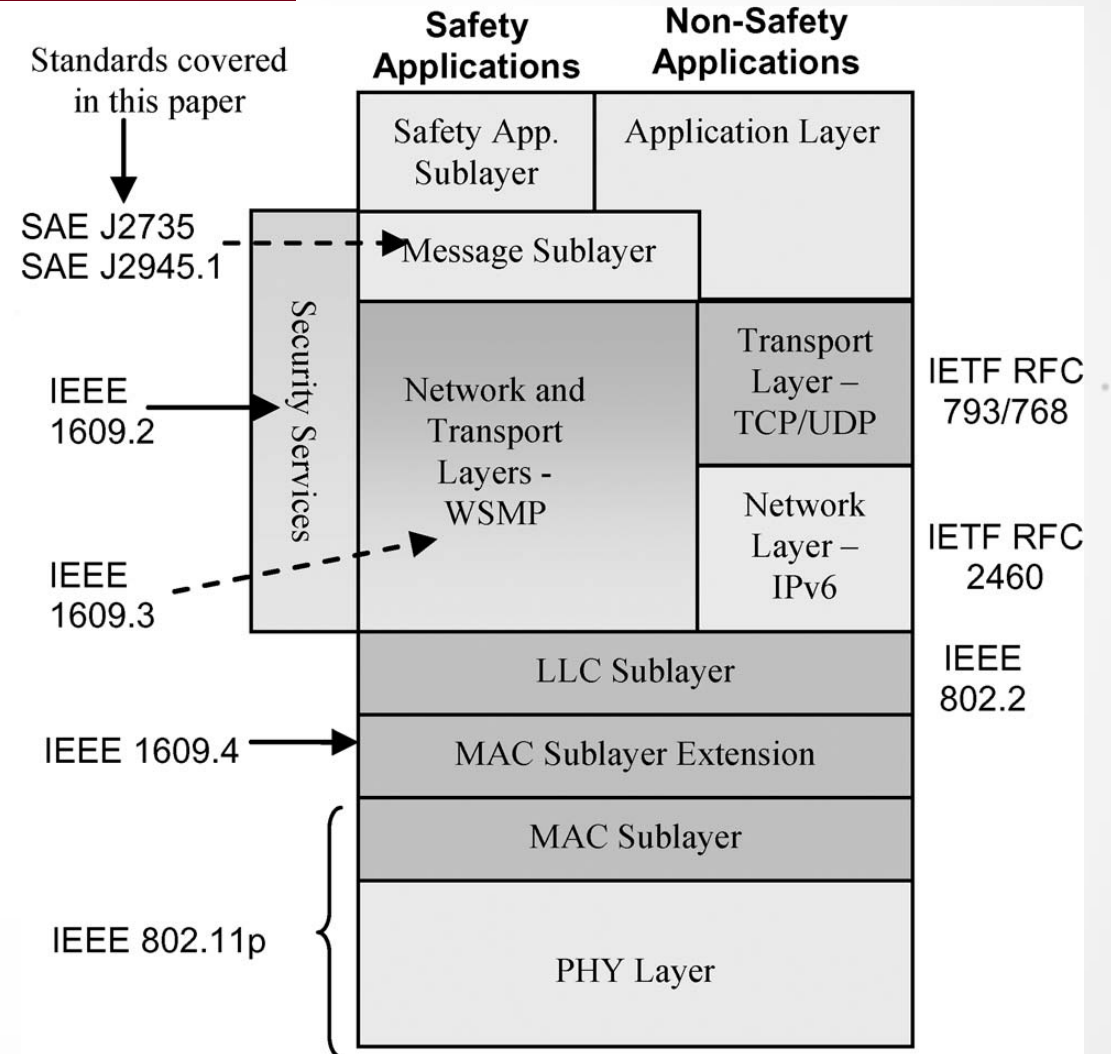 Safety
Applications
Non-Safety
Applications
Standards covered
in this paper
Safety App.
Sublayer
Application Layer
SAE J2735
SAE J2945.1
Message Sublayer
Security Services
IEEE
1609.2
Network and
Transport
Layers -
WSMP
Transport
Layer –
TCP/UDP
IETF RFC
793/768
IEEE
1609.3
Network
Layer –
IPv6
IETF RFC
2460
LLC Sublayer
IEEE
802.2
IEEE 1609.4
MAC Sublayer Extension
MAC Sublayer
IEEE 802.11p
PHY Layer